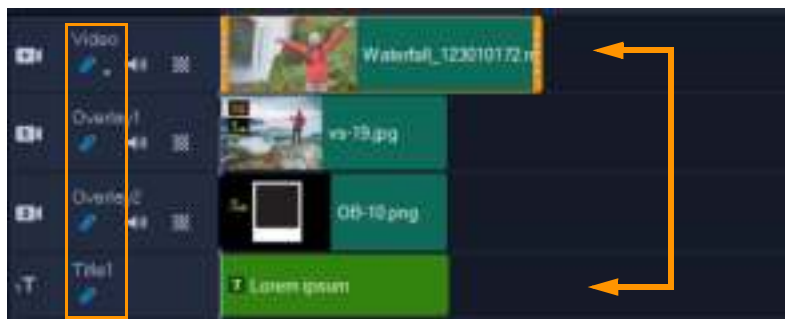 Video
Waterfall_123010172.m
Overlay1
vs-19.jpg
Overlay2
OB-10.png
Title1
T Lorem ipsum